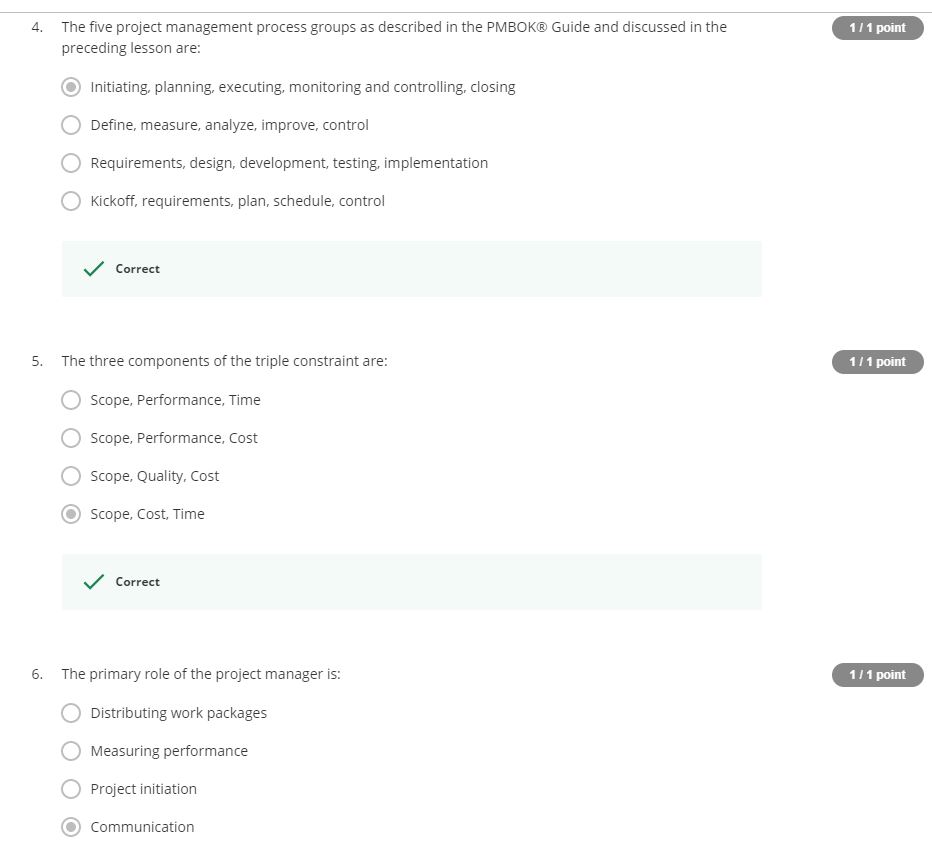 4. The five project management process groups as described in the PMBOK® Guide and discussed in the
1 / 1 point
preceding lesson are:
Initiating, planning, executing, monitoring and controlling, closing
Define, measure, analyze, improve, control
Requirements, design, development, testing, implementation
Kickoff, requirements, plan, schedule, control
Correct
5. The three components of the triple constraint are:
1 / 1 point
Scope, Performance, Time
Scope, Performance, Cost
Scope, Quality, Cost
Scope, Cost, Time
Correct
6. The primary role of the project manager is:
1 / 1 point
Distributing work packages
Measuring performance
Project initiation
Communication